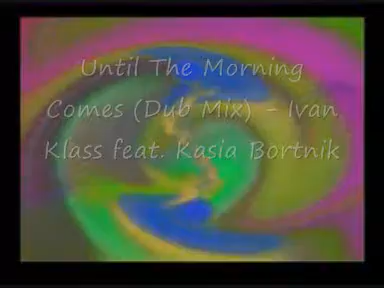 Until The Morning
Comes (Dub Mix) - Ivan
Klass feat. Kasia Bortnik